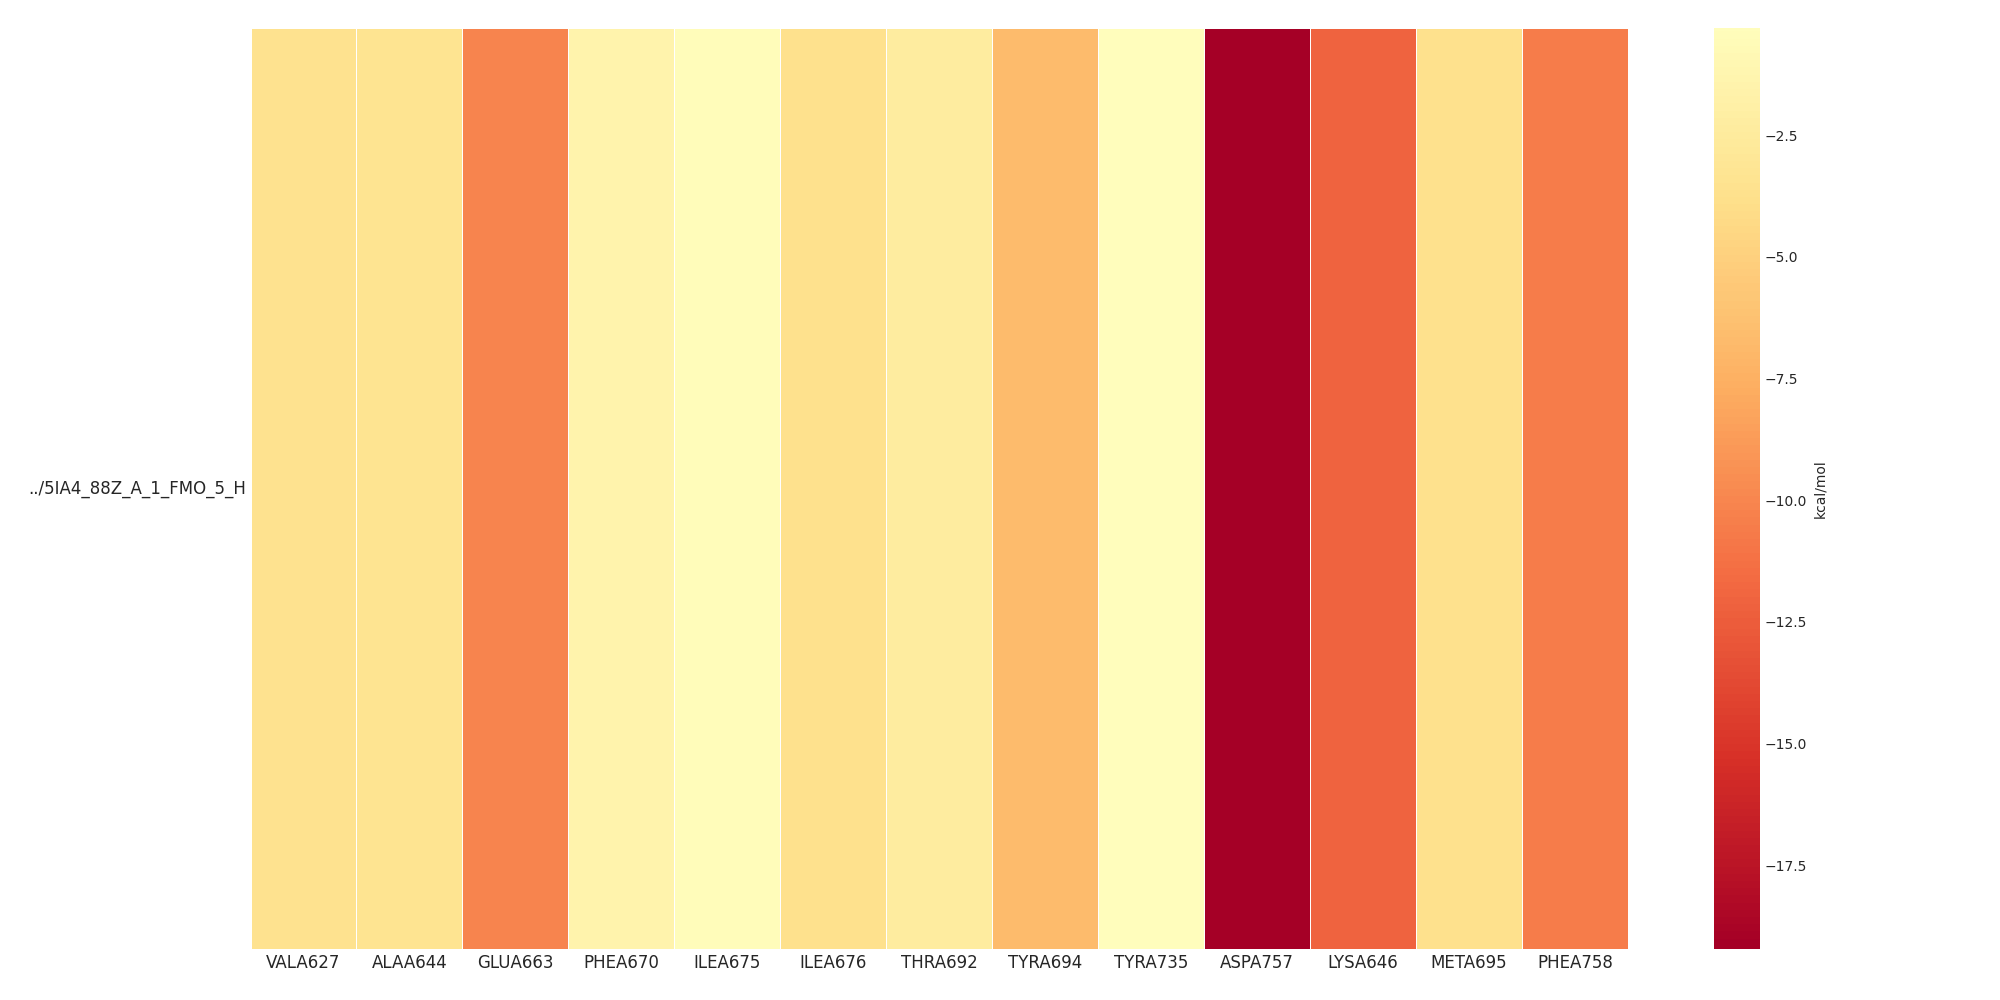 ../5IA4_88Z_A_1_FMO_5_H
VALA627 ALAA644 GLUA663 PHEA670 ILEA675 ILEA676 THRA692 TYRA694 TYRA735 ASPA757 LYSA646 META695 PHEA758
−2.5
−5.0
−7.5
−10.0
−12.5
−15.0
−17.5
kcal/mol